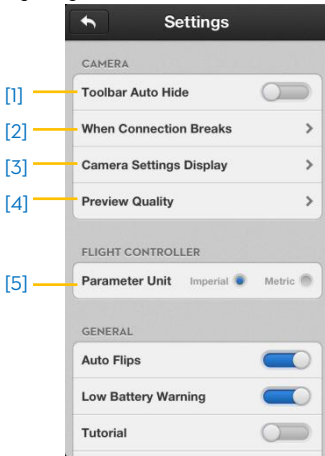 Settings
CAMERA
[1] Toolbar Auto Hide
[2] When Connection Breaks
[3] Camera Settings Display
[4] Preview Quality
FLIGHT CONTROLLER
[5] Parameter Unit Imperial Metric
GENERAL
Auto Flips
Low Battery Warning
Tutorial